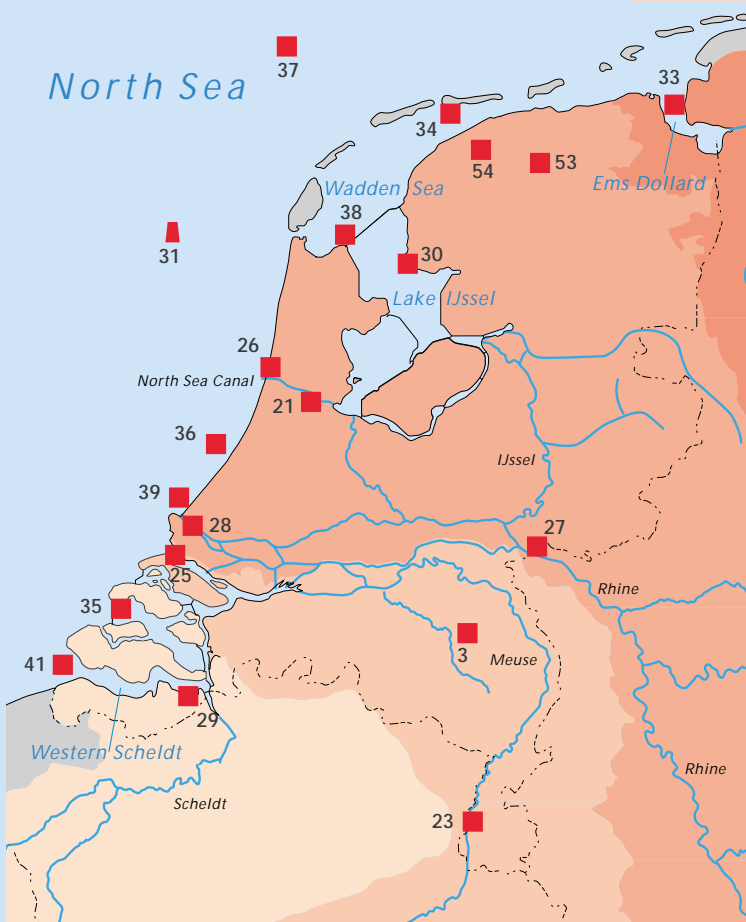 37
North Sea
33
34
54
53
Ems Dollard
Wadden Sea
38
31
30
Lake IJssel
26
North Sea Canal
21
36
IJssel
39
28
27
25
Rhine
35
3
Meuse
41
29
Western Scheldt
Rhine
Scheldt
23